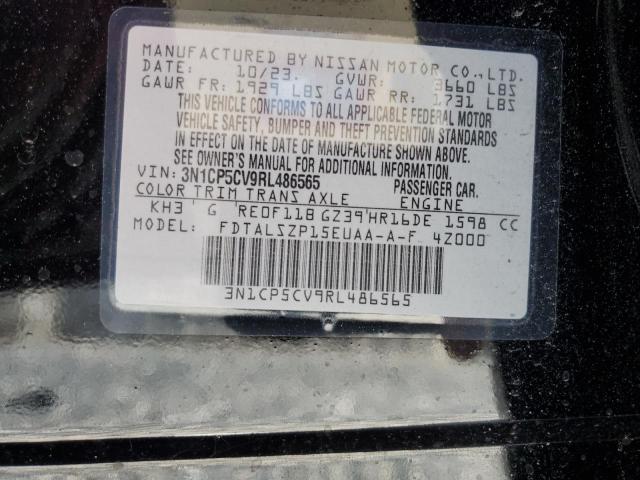 MANUFACTURED BY NISSAN MOTOR CO., LTD.
DATE: 10/23 GVWR: 3660 LBS
GAWR FR: 1929 LBS GAWR RR: 1731 LBS
THIS VEHICLE CONFORMS TO ALL APPLICABLE FEDERAL MOTOR
VEHICLE SAFETY, BUMPER AND THEFT PREVENTION STANDARDS
IN EFFECT ON THE DATE OF MANUFACTURE SHOWN ABOVE.
SEE OWNER'S MANUAL FOR ADDITIONAL INFORMATION.
VIN: 3N1CP5CV9RL486565 PASSENGER CAR.
COLOR TRIM TRANS AXLE ENGINE
KH3 G RE0F11B GZ39 HR16DE 1598 CC
MODEL: FDTALSZP15EUAA-A-F 4Z000
3N1CP5CV9RL486565